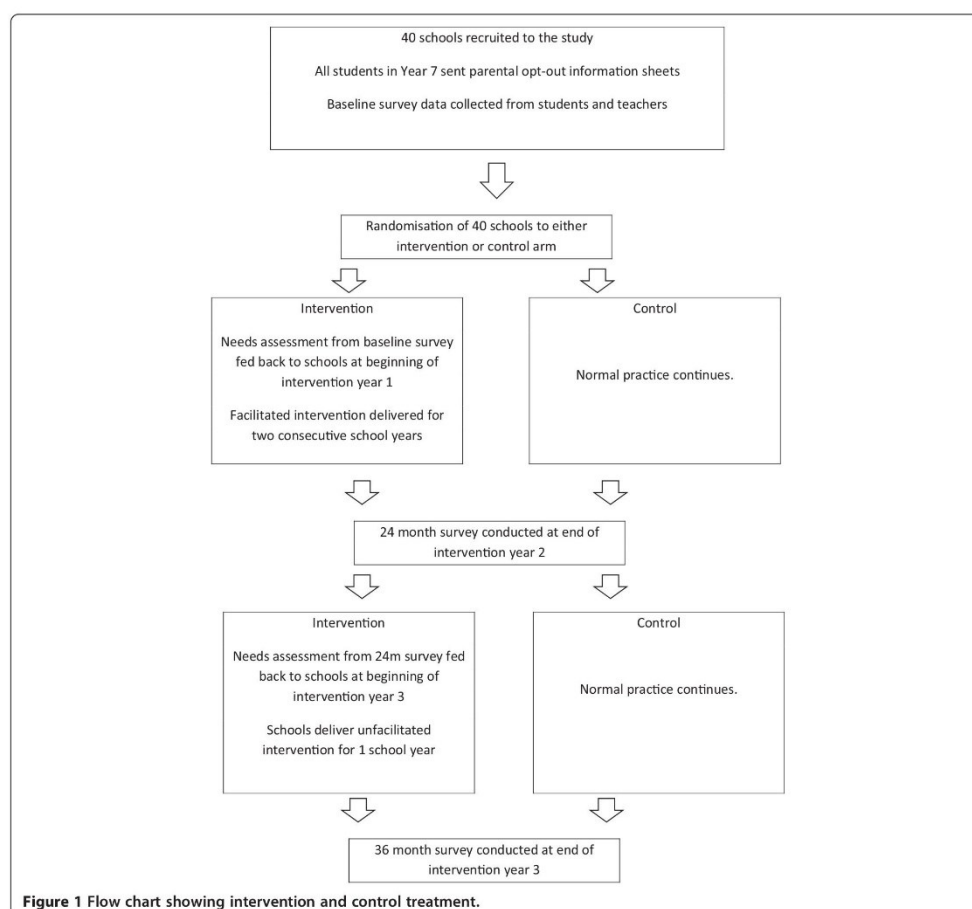 40 schools recruited to the study
All students in Year 7 sent parental opt-out information sheets
Baseline survey data collected from students and teachers
Randomisation of 40 schools to either
intervention or control arm
Intervention
Needs assessment from baseline survey
fed back to schools at beginning of
intervention year 1
Facilitated intervention delivered for
two consecutive school years
Control
Normal practice continues.
24 month survey conducted at end of
intervention year 2
Intervention
Needs assessment from 24m survey fed
back to schools at beginning of
intervention year 3
Schools deliver unfacilitated
intervention for 1 school year
Control
Normal practice continues.
36 month survey conducted at end of
intervention year 3
Figure 1 Flow chart showing intervention and control treatment.